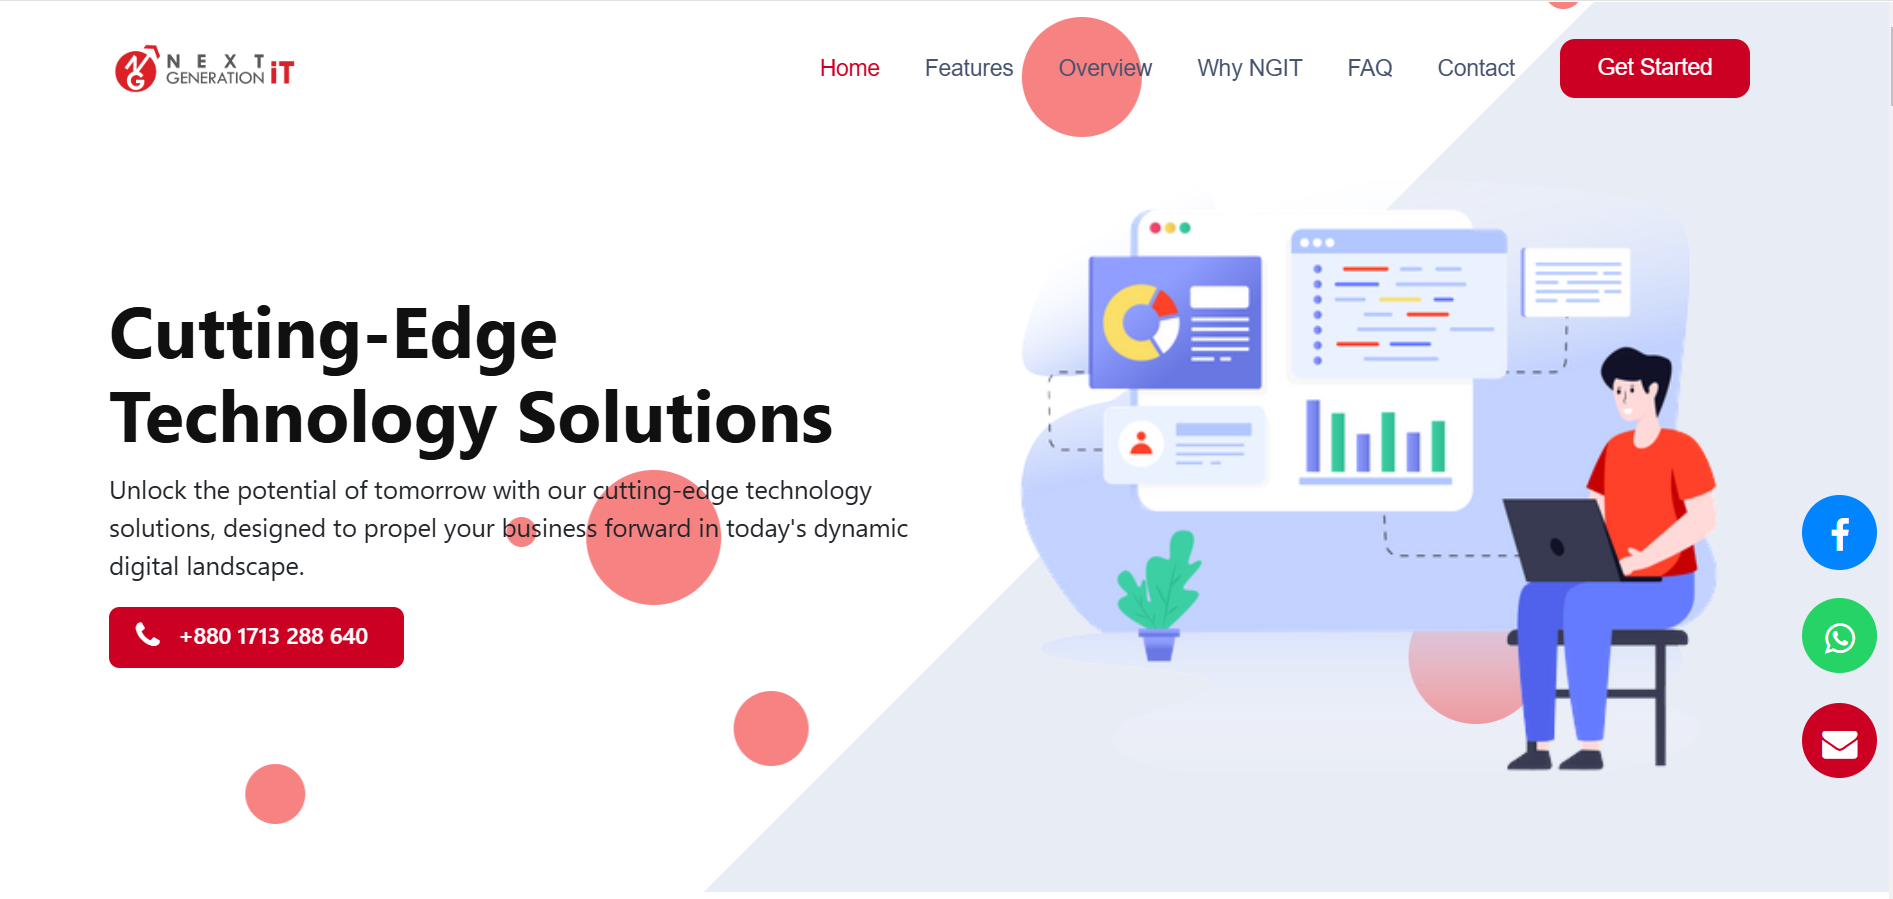 NEXT
GENERATION iT
NG
Home Features Overview Why NGIT FAQ Contact Get Started
Cutting-Edge
Technology Solutions
Unlock the potential of tomorrow with our cutting-edge technology
solutions, designed to propel your business forward in today's dynamic
digital landscape.
+880 1713 288 640